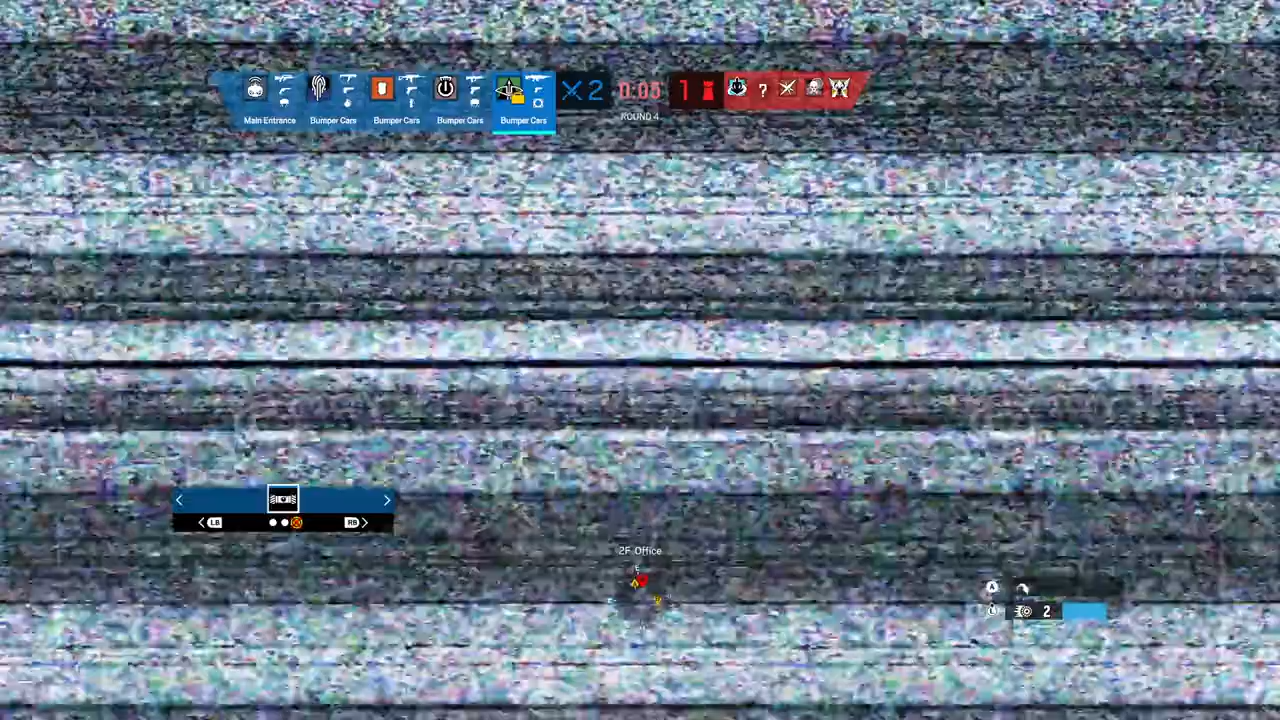 2 0:05 1 ?
ROUND 4
Main Entrance Bumper Cars Bumper Cars Bumper Cars Bumper Cars
LB RB
2F Office
E
A
L 2